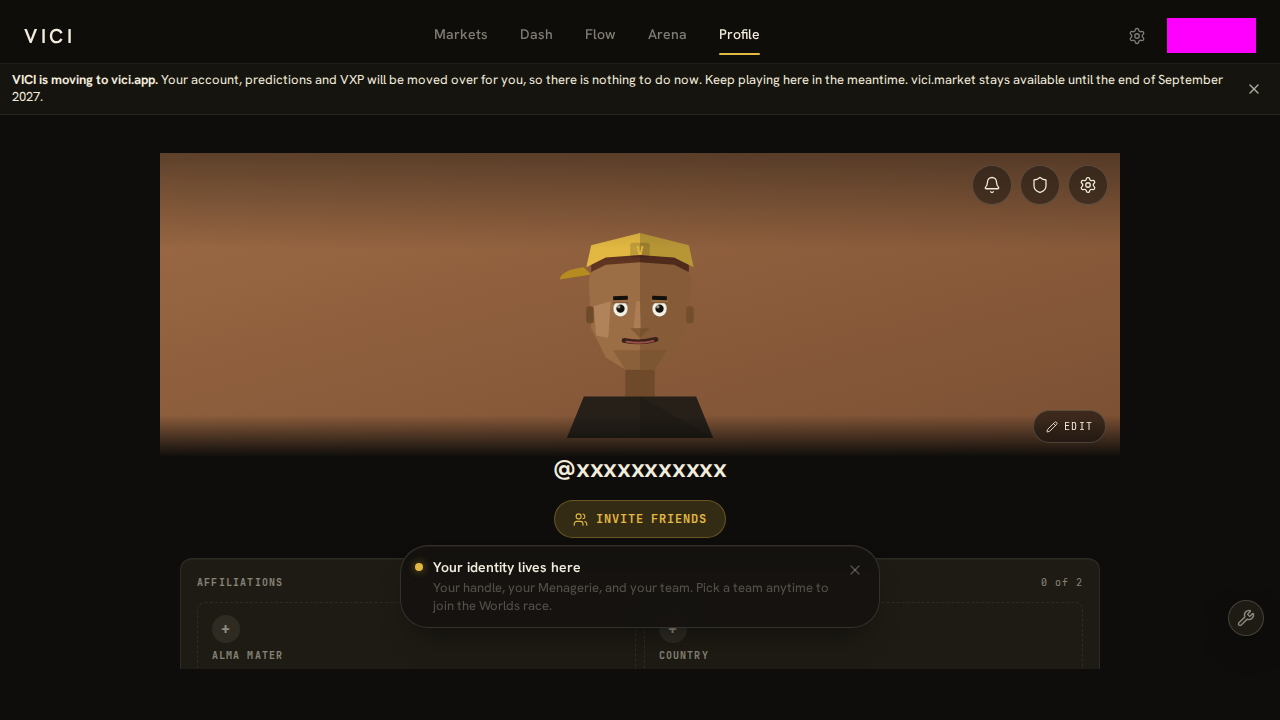 VICI
Markets
Dash
Flow
Arena
Profile
VICI is moving to vici.app. Your account, predictions and VXP will be moved over for you, so there is nothing to do now. Keep playing here in the meantime. vici.market stays available until the end of September
2027.
V
EDIT
@xxxxxxxxxxx
INVITE FRIENDS
Your identity lives here
Your handle, your Menagerie, and your team. Pick a team anytime to
join the Worlds race.
AFFILIATIONS
0 of 2
+
ALMA MATER
+
COUNTRY